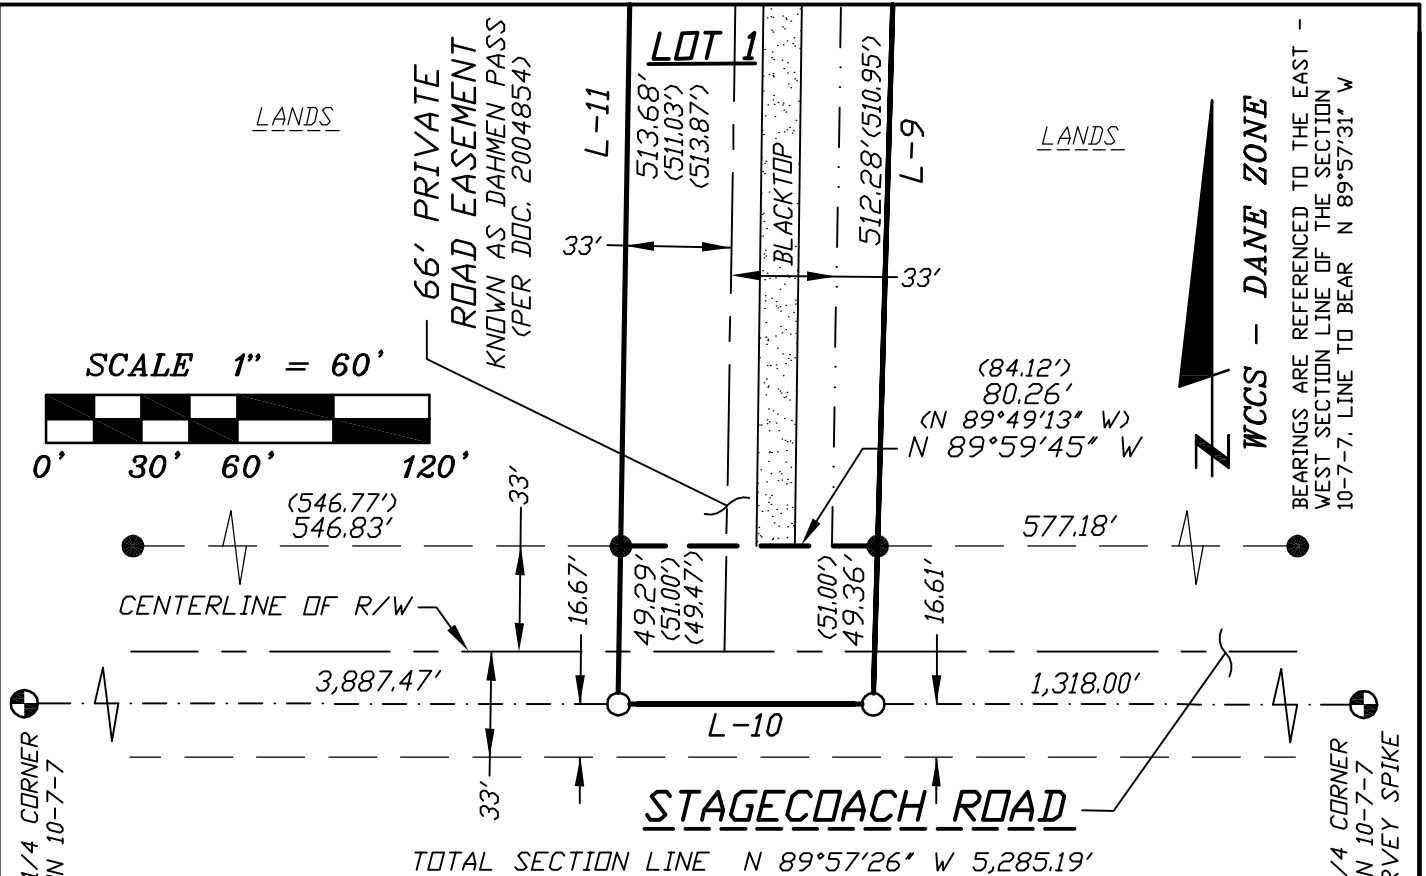 LOT 1
LANDS
LANDS
66' PRIVATE
ROAD EASEMENT
KNOWN AS DAHMEN PASS
(PER DOC. 2004854)
L-11
513.68'
(511.03')
(513.87')
BLACKTOP
512.28'(510.95')
L-9
33'
33'
WCCS - DANE ZONE
BEARINGS ARE REFERENCED TO THE EAST -
WEST SECTION LINE OF THE SECTION
10-7-7. LINE TO BEAR N 89°57'31" W
SCALE 1" = 60'
0' 30' 60' 120'
(84.12')
80.26'
(N 89°49'13" W)
N 89°59'45" W
(546.77')
546.83'
33'
577.18'
CENTERLINE OF R/W
16.67'
49.29'
(51.00')
(49.47')
(51.00')
49.36'
16.61'
3,887.47'
1,318.00'
L-10
33'
STAGECOACH ROAD
TOTAL SECTION LINE N 89°57'26" W 5,285.19'
1/4 CORNER
N 10-7-7
/4 CORNER
N 10-7-7
RVEY SPIKE